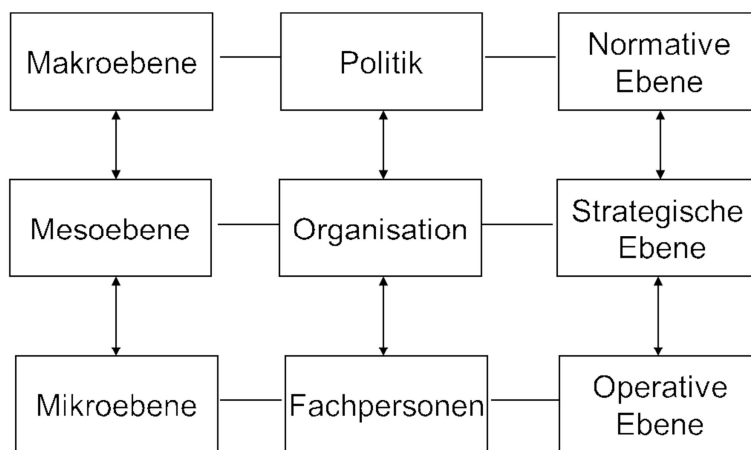 Makroebene
Politik
Normative
Ebene
Mesoebene
Organisation
Strategische
Ebene
Mikroebene
Fachpersonen
Operative
Ebene